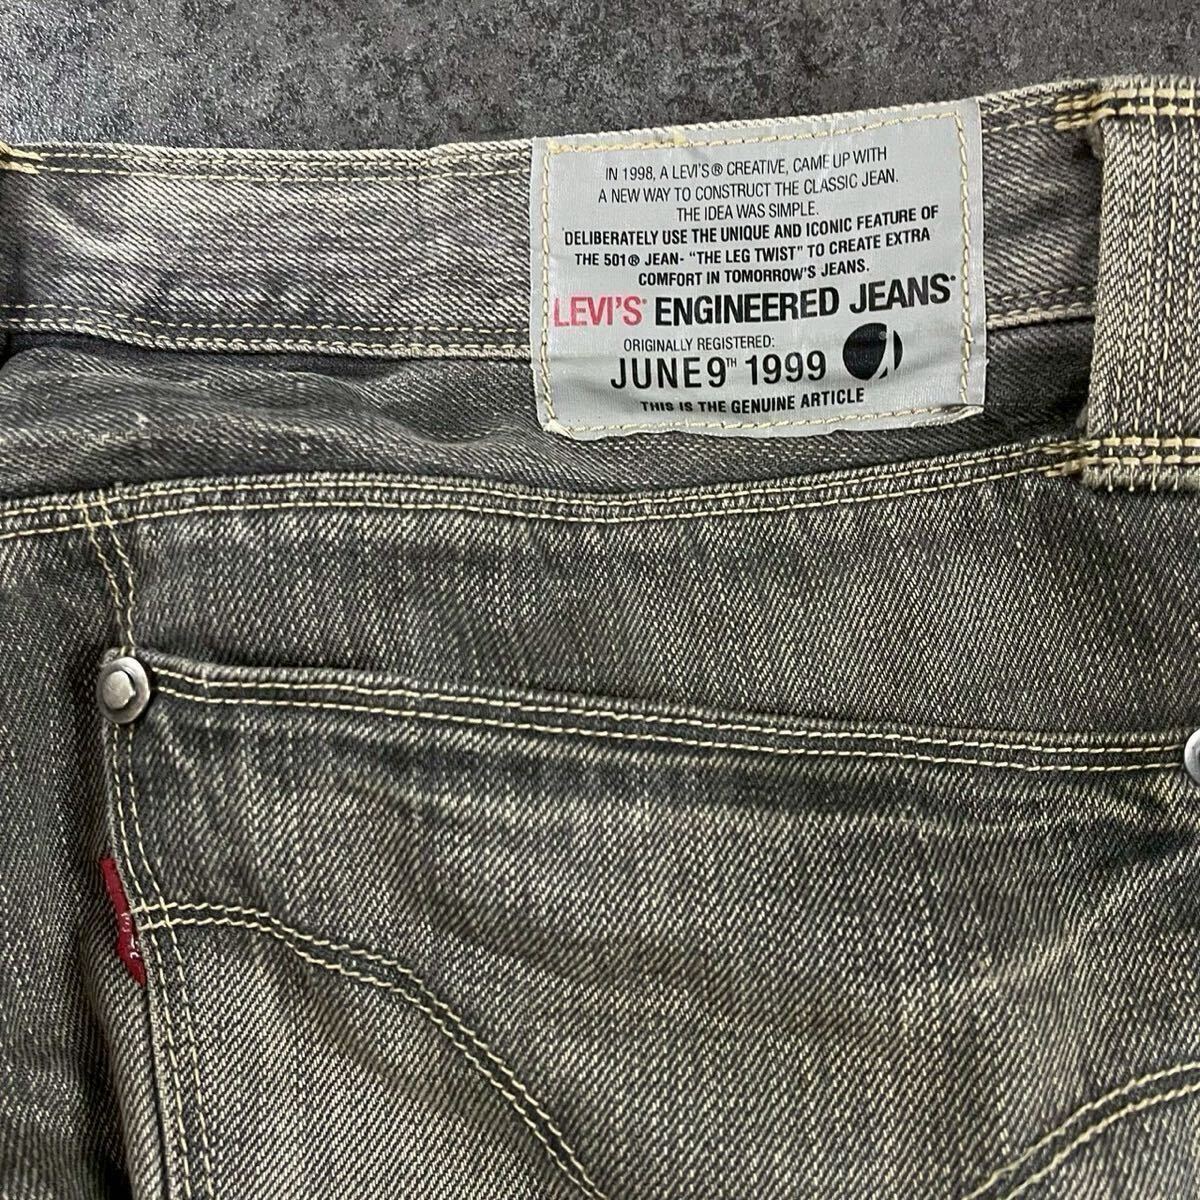 IN 1998, A LEVI'S® CREATIVE, CAME UP WITH
A NEW WAY TO CONSTRUCT THE CLASSIC JEAN.
THE IDEA WAS SIMPLE.
DELIBERATELY USE THE UNIQUE AND ICONIC FEATURE OF
THE 501® JEAN- "THE LEG TWIST" TO CREATE EXTRA
COMFORT IN TOMORROW'S JEANS.
LEVI'S® ENGINEERED JEANS®
ORIGINALLY REGISTERED:
JUNE 9TH 1999
THIS IS THE GENUINE ARTICLE